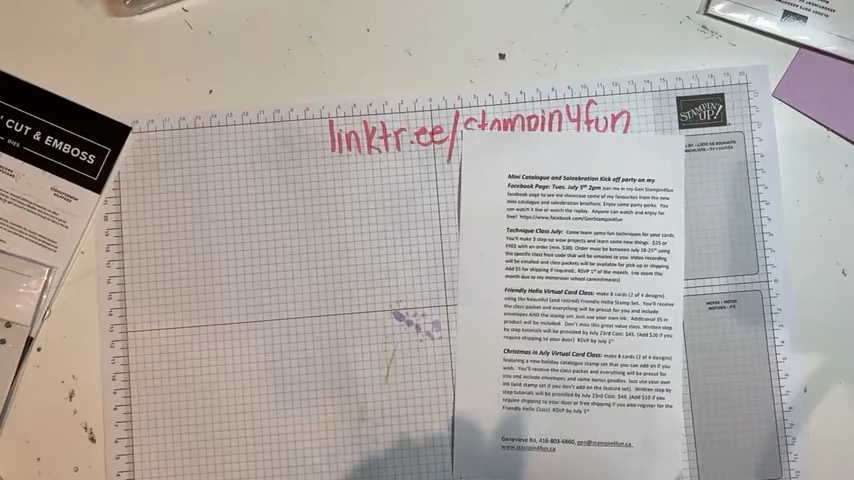 linktr.ee/stampin4fun
STAMPIN' UP!
CUT & EMBOSS
DIES
Mini Catalogue and Saleabration Kick off party on my
Facebook Page: Tues. July 5th 2pm Join me in my Gen Stampin4fun
facebook page to see me showcase some of my favourites from the new
mini catalogue and saleabration brochure. Enjoy some party perks. You
can watch it live or watch the replay. Anyone can watch and enjoy for
free! https://www.facebook.com/GenStampin4fun
Technique Class July: Come learn some fun techniques for your cards.
You'll make 3 step-up wow projects and learn some new things. $25 or
FREE with an order (min. $30). Order must be between July 18-25th using
the specific class host code that will be emailed to you. Video recording
will be emailed and class packets will be available for pick up or shipping
Add $5 for shipping if required. RSVP 1st of the month. (no zoom this
month due to my immersion school commitments)
Friendly Hello Virtual Card Class: make 8 cards (2 of 4 designs)
using the beautiful (and retired) Friendly Hello Stamp Set. You'll receive
the class packet and everything will be precut for you and include
envelopes AND the stamp set. Just use your own ink. Additional 35 in
product will be included. Don't miss this great value class. Written step
by step tutorials will be provided by July 23rd Cost: $45. (Add $20 if you
require shipping to your door) RSVP by July 1st
Christmas in July Virtual Card Class: make 8 cards (2 of 4 designs)
featuring a new holiday catalogue stamp set that you can add on if you
wish. You'll receive the class packet and everything will be precut for
you and include envelopes and some bonus goodies. Just use your own
ink (and stamp set if you don't add on the feature set). Written step by
step tutorials will be provided by July 23rd Cost: $45. (Add $10 if you
require shipping to your door or free shipping if you also register for the
Friendly Hello Class) RSVP by July 1st
Genevieve Ko, 416-803-6860, gen@stampin4fun.ca
www.stampin4fun.ca